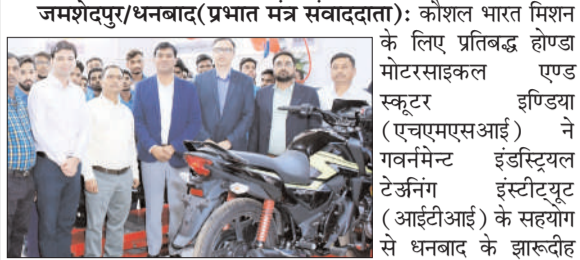 जमशेदपुर/धनबाद(प्रभात मंत्र संवाददाता): कौशल भारत मिशन
के लिए प्रतिबद्ध होण्डा
मोटरसाइकल एण्ड
स्कूटर इण्डिया
(एचएमएसआई) ने
गवर्नमेन्ट इंडस्ट्रियल
टेउनिंग इंस्टीट्यूट
(आईटीआई) के सहयोग
से धनबाद के झारूदीह